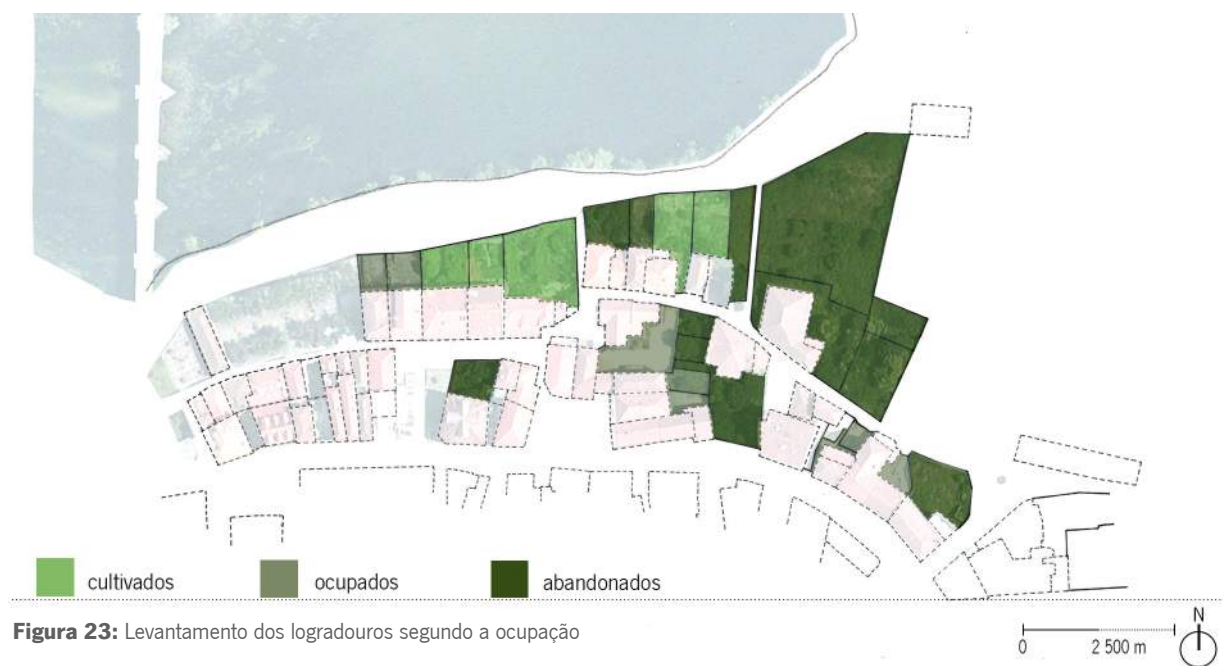 cultivados ocupados abandonados
Figura 23: Levantamento dos logradouros segundo a ocupação
N
0 2 500 m